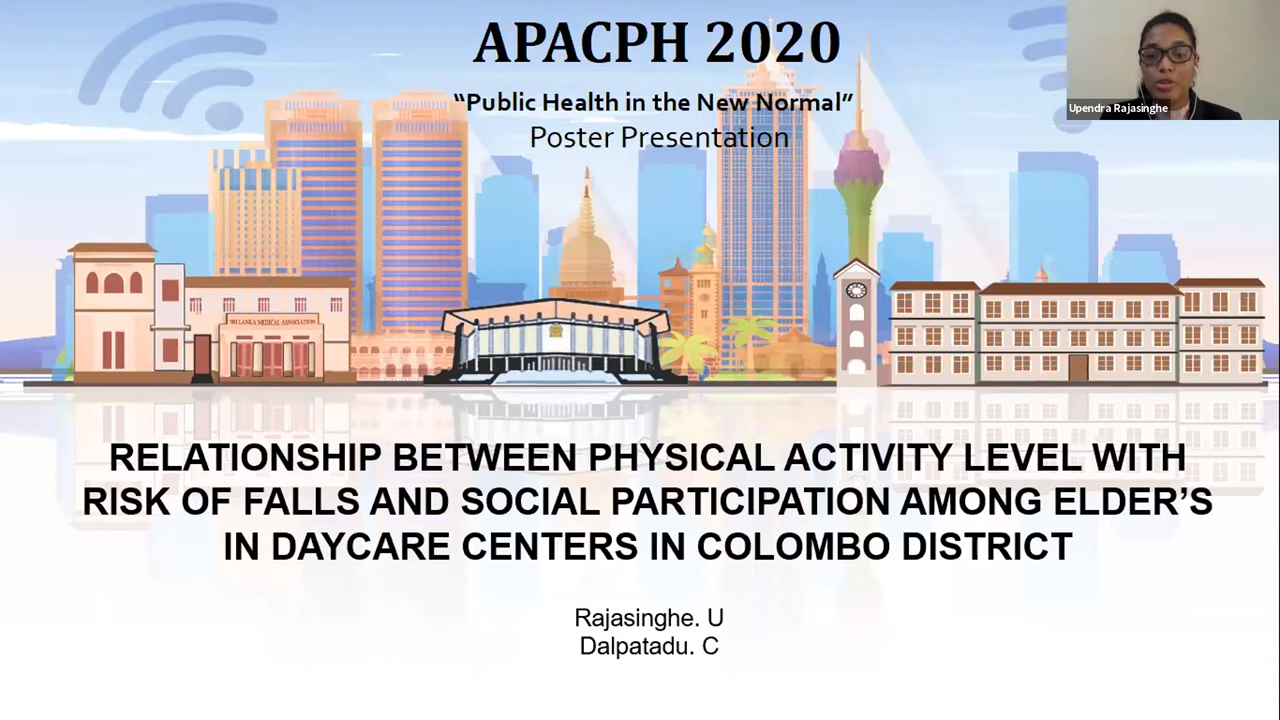 APACPH 2020
“Public Health in the New Normal”
Poster Presentation
Upendra Rajasinghe
SRI LANKA MEDICAL ASSOCIATION
RELATIONSHIP BETWEEN PHYSICAL ACTIVITY LEVEL WITH
RISK OF FALLS AND SOCIAL PARTICIPATION AMONG ELDER’S
IN DAYCARE CENTERS IN COLOMBO DISTRICT
Rajasinghe. U
Dalpatadu. C